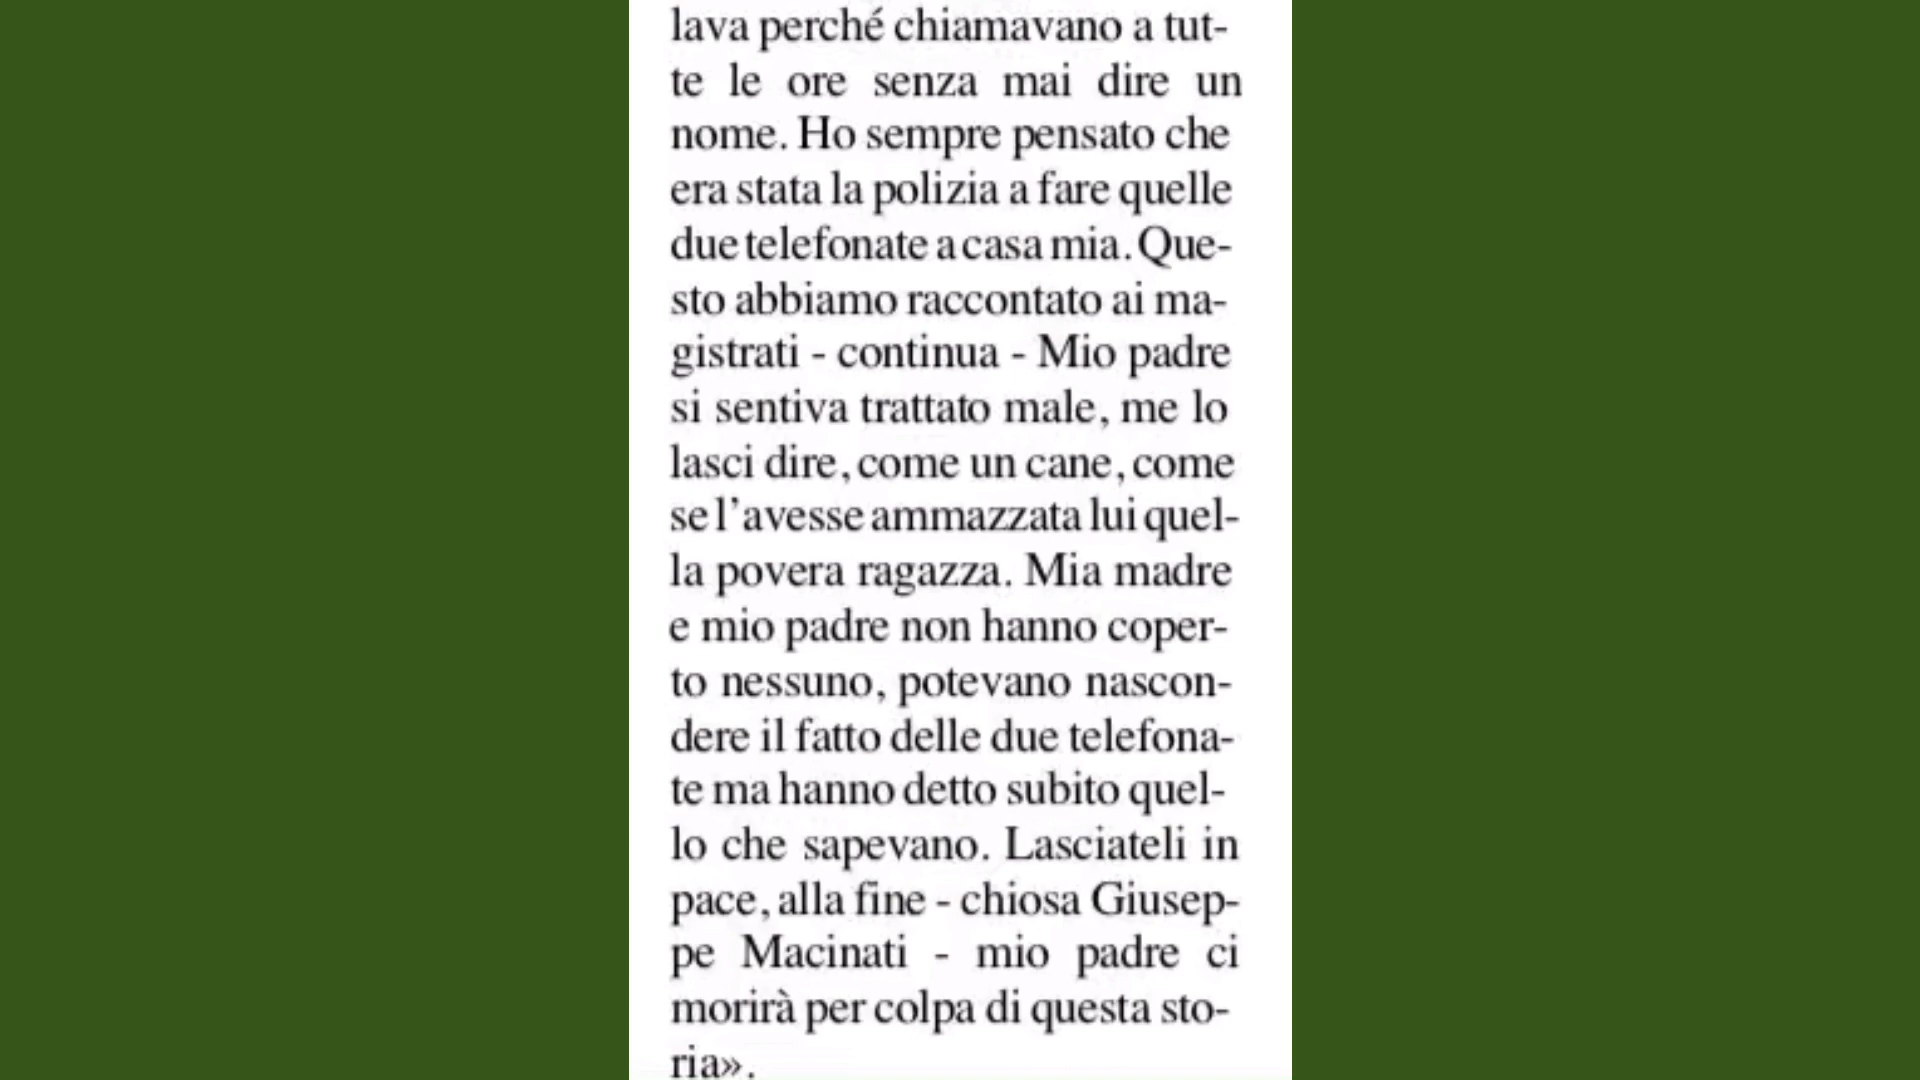 lava perché chiamavano a tut-
te le ore senza mai dire un
nome. Ho sempre pensato che
era stata la polizia a fare quelle
due telefonate a casa mia. Que-
sto abbiamo raccontato ai ma-
gistrati - continua - Mio padre
si sentiva trattato male, me lo
lasci dire, come un cane, come
se l’avesse ammazzata lui quel-
la povera ragazza. Mia madre
e mio padre non hanno coper-
to nessuno, potevano nascon-
dere il fatto delle due telefona-
te ma hanno detto subito quel-
lo che sapevano. Lasciateli in
pace, alla fine - chiosa Giusep-
pe Macinati - mio padre ci
morirà per colpa di questa sto-
ria».